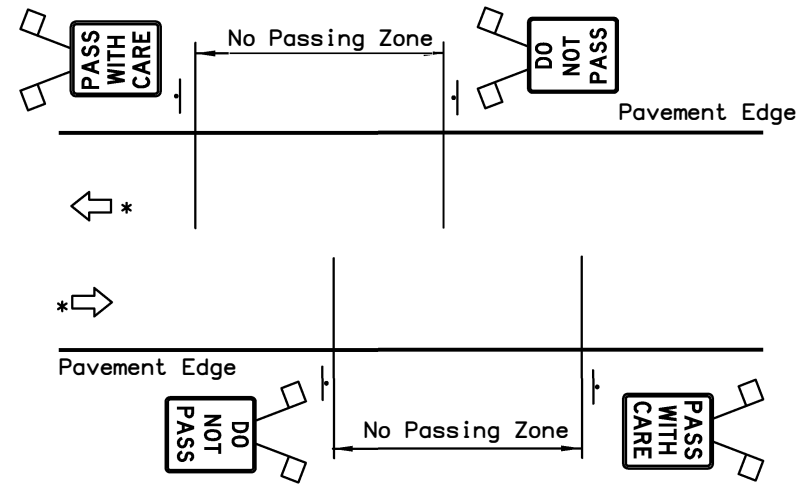 PASS
WITH
CARE
No Passing Zone
DO
NOT
PASS
Pavement Edge
*
*
Pavement Edge
DO
NOT
PASS
No Passing Zone
PASS
WITH
CARE